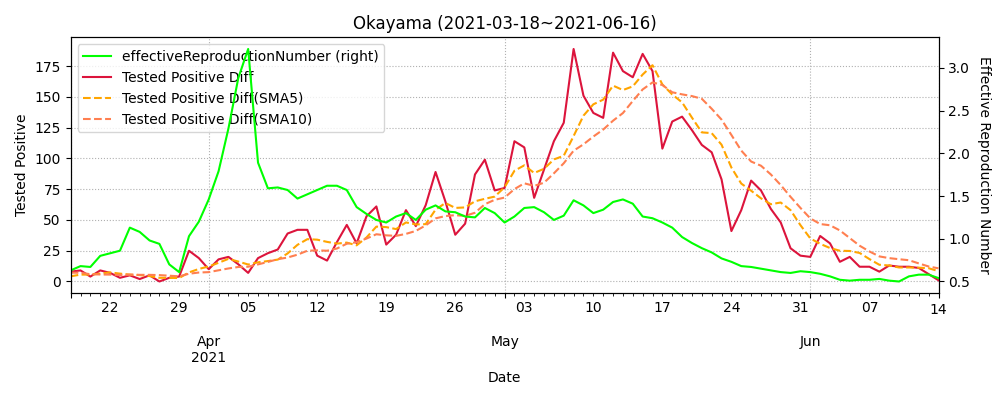 Okayama (2021-03-18~2021-06-16)
effectiveReproductionNumber (right)
Tested Positive Diff
Tested Positive Diff(SMA5)
Tested Positive Diff(SMA10)
Tested Positive
175
150
125
100
75
50
25
0
3.0
2.5
2.0
1.5
1.0
0.5
Effective Reproduction Number
22 29 05 12 19 26 03 10 17 24 31 07 14
Apr May Jun
2021
Date